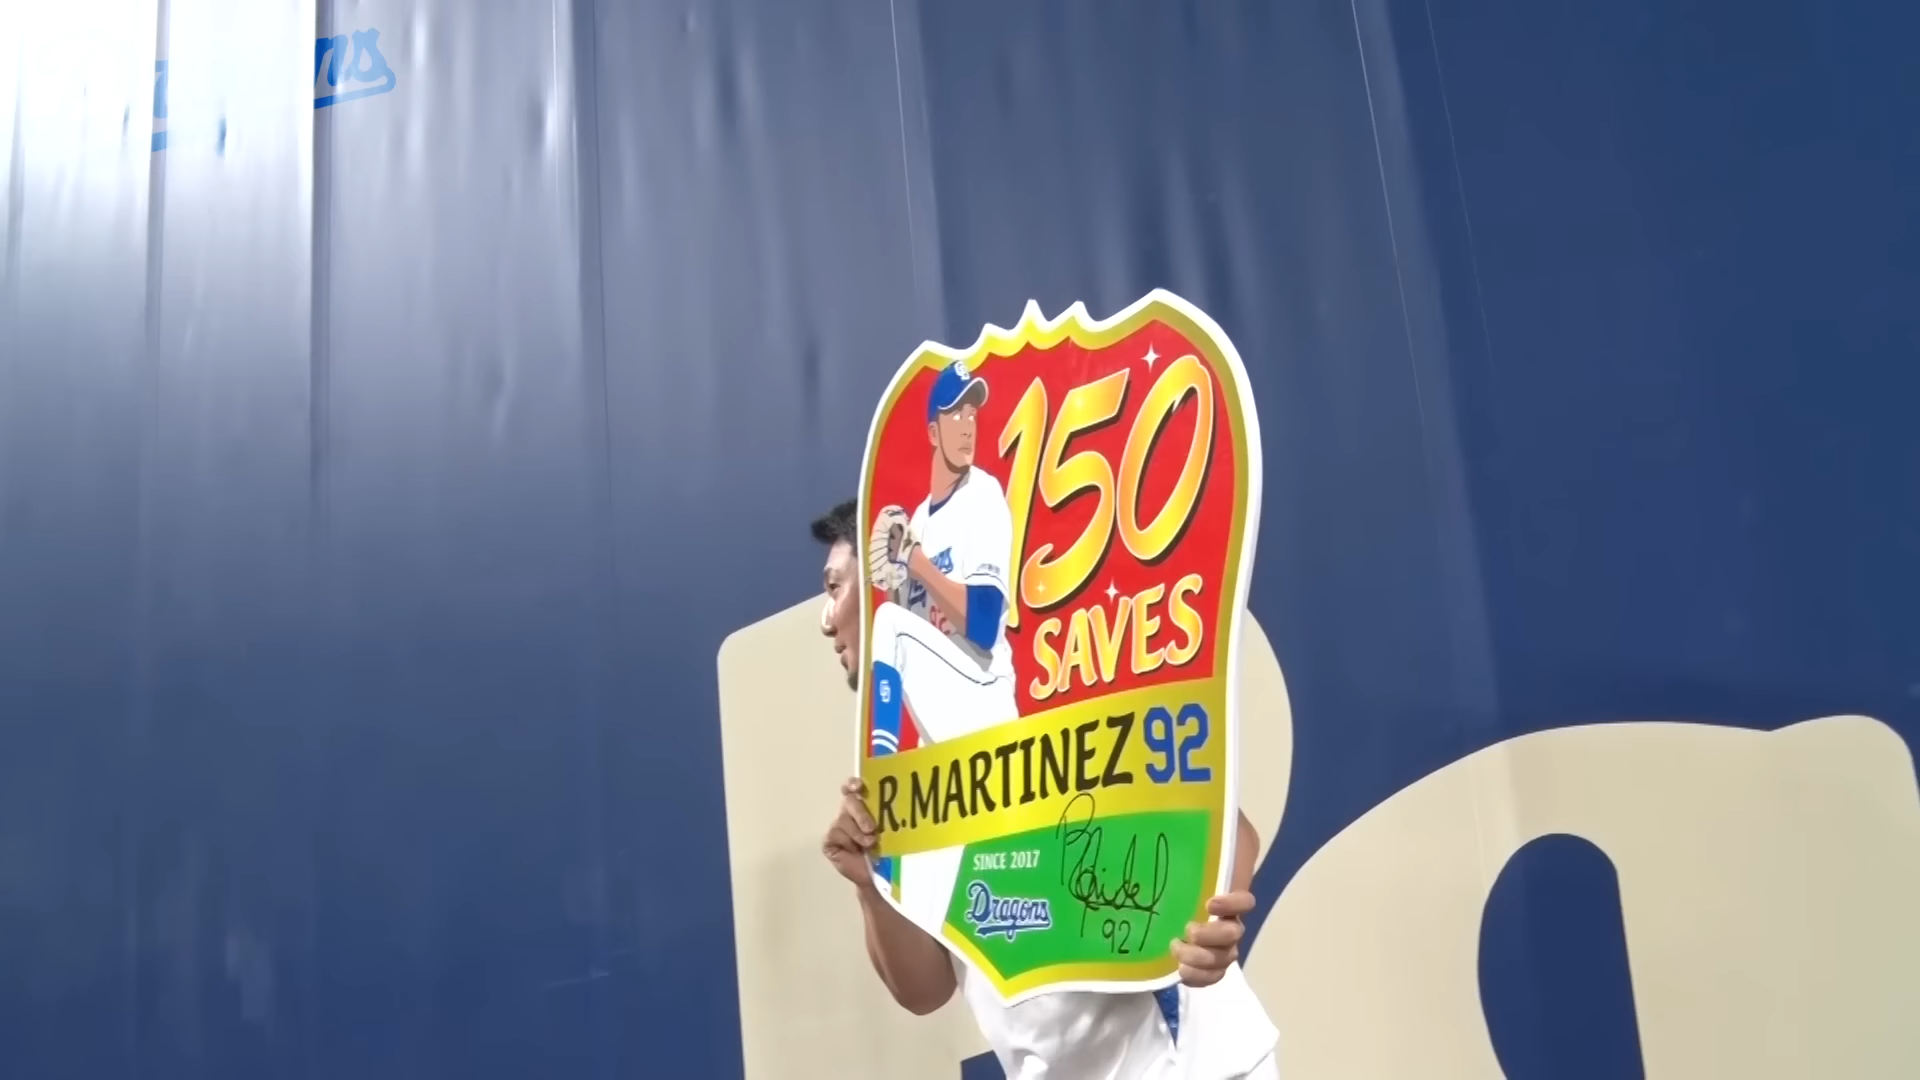 150
SAVES
R.MARTINEZ 92
SINCE 2017
Dragons
92